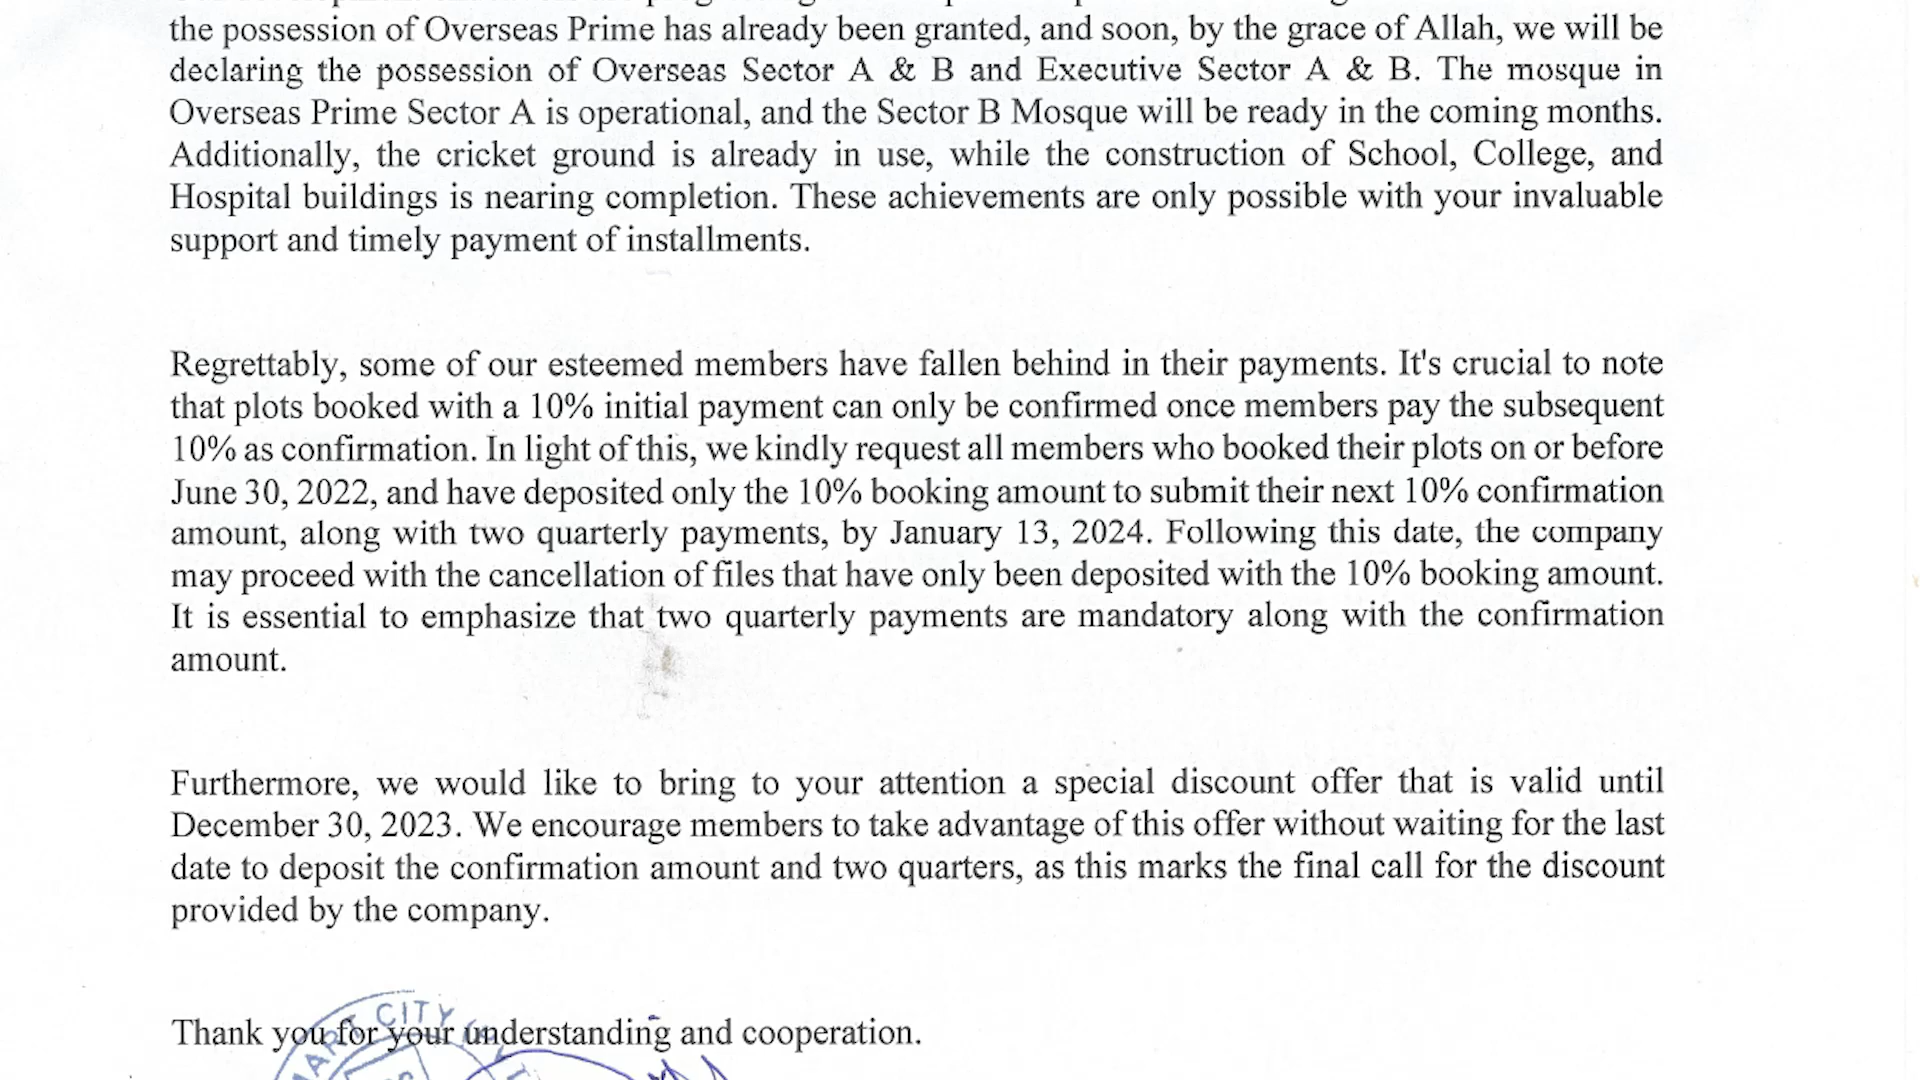 the possession of Overseas Prime has already been granted, and soon, by the grace of Allah, we will be
declaring the possession of Overseas Sector A & B and Executive Sector A & B. The mosque in
Overseas Prime Sector A is operational, and the Sector B Mosque will be ready in the coming months.
Additionally, the cricket ground is already in use, while the construction of School, College, and
Hospital buildings is nearing completion. These achievements are only possible with your invaluable
support and timely payment of installments.
Regrettably, some of our esteemed members have fallen behind in their payments. It's crucial to note
that plots booked with a 10% initial payment can only be confirmed once members pay the subsequent
10% as confirmation. In light of this, we kindly request all members who booked their plots on or before
June 30, 2022, and have deposited only the 10% booking amount to submit their next 10% confirmation
amount, along with two quarterly payments, by January 13, 2024. Following this date, the company
may proceed with the cancellation of files that have only been deposited with the 10% booking amount.
It is essential to emphasize that two quarterly payments are mandatory along with the confirmation
amount.
Furthermore, we would like to bring to your attention a special discount offer that is valid until
December 30, 2023. We encourage members to take advantage of this offer without waiting for the last
date to deposit the confirmation amount and two quarters, as this marks the final call for the discount
provided by the company.
Thank you for your understanding and cooperation.
CITY